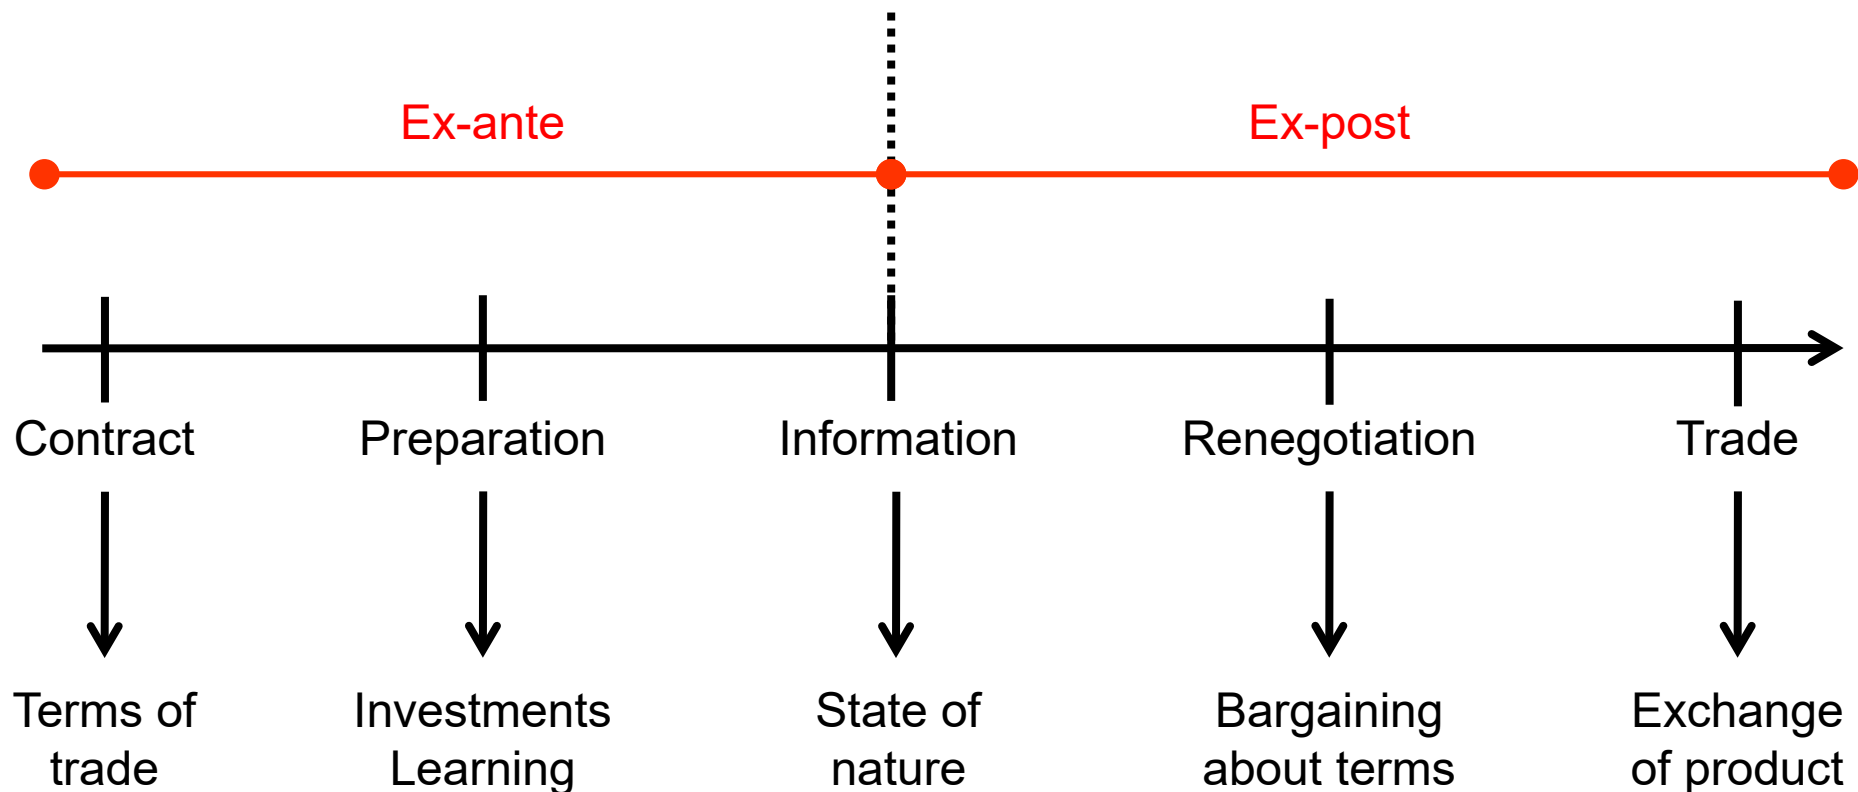 Ex-ante
Ex-post
Contract
Preparation
Information
Renegotiation
Trade
Terms of
trade
Investments
Learning
State of
nature
Bargaining
about terms
Exchange
of product